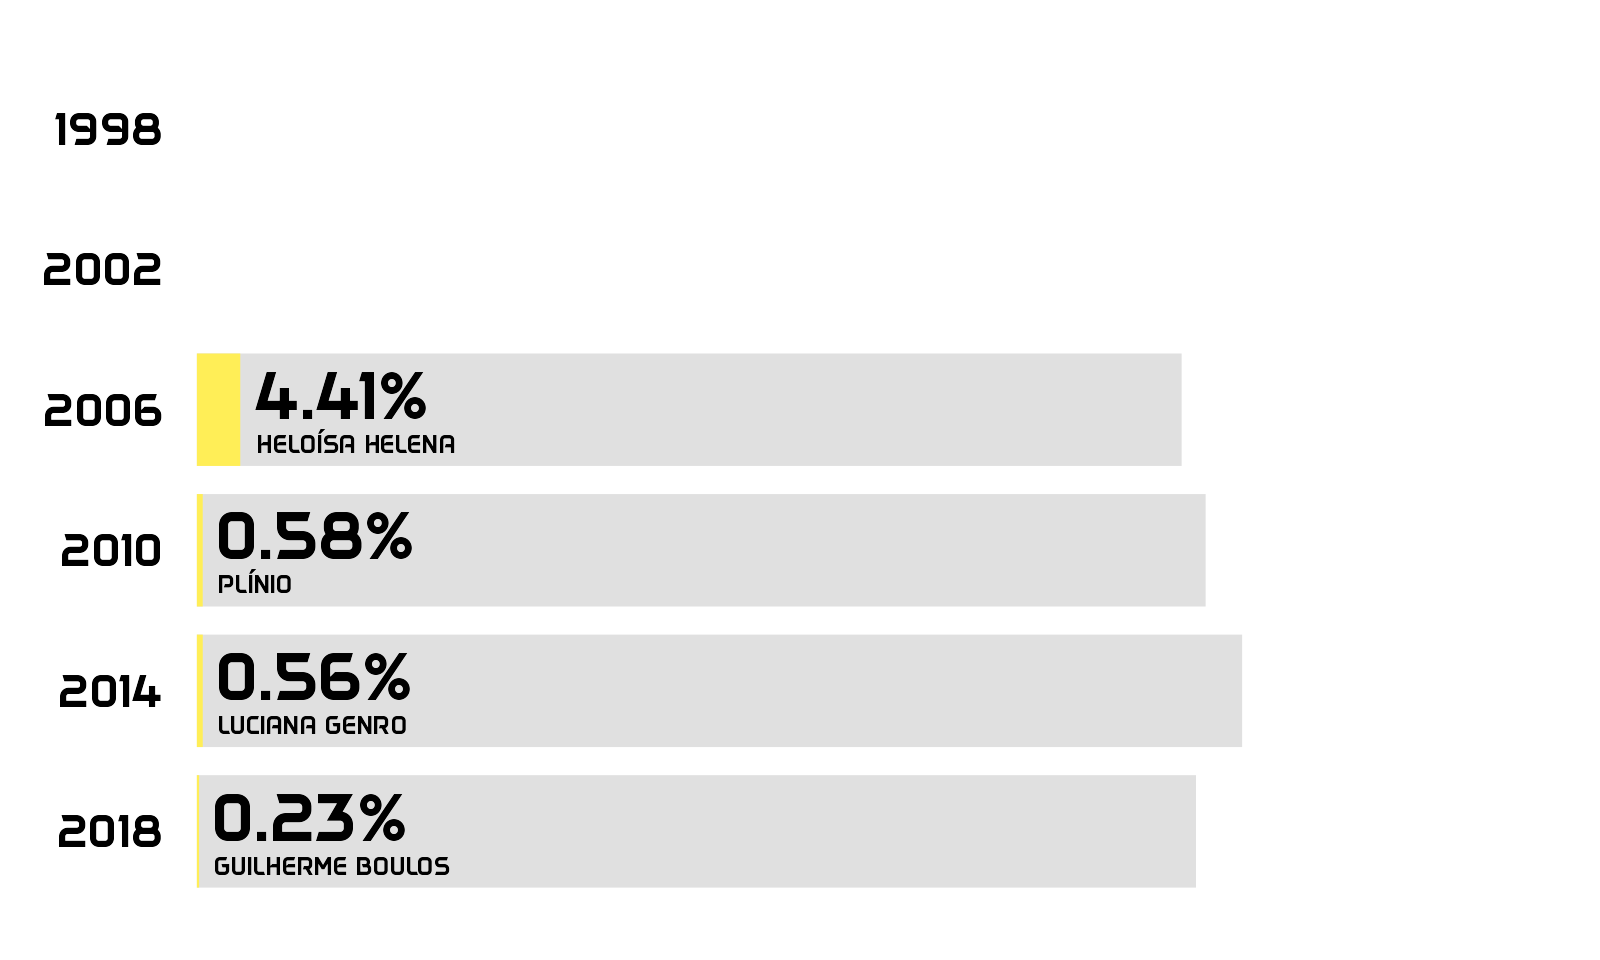 1998
2002
2006
4.41%
HELOÍSA HELENA
2010
0.58%
PLÍNIO
2014
0.56%
LUCIANA GENRO
2018
0.23%
GUILHERME BOULOS